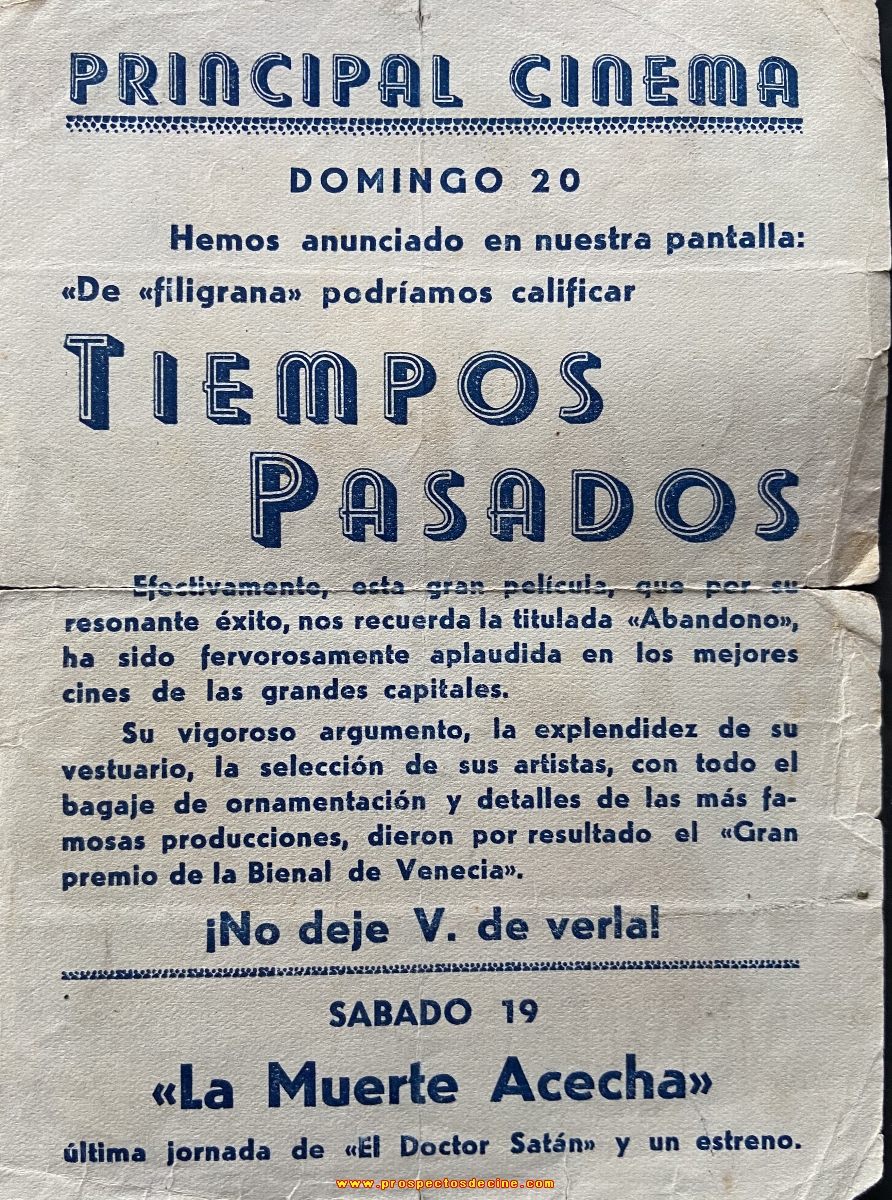 PRINCIPAL CINEMA
DOMINGO 20
Hemos anunciado en nuestra pantalla:
«De «filigrana» podríamos calificar
TIEMPOS
PASADOS
Efectivamente, esta gran película, que por su
resonante éxito, nos recuerda la titulada «Abandono»,
ha sido fervorosamente aplaudida en los mejores
cines de las grandes capitales.
Su vigoroso argumento, la explendidez de su
vestuario, la selección de sus artistas, con todo el
bagaje de ornamentación y detalles de las más fa-
mosas producciones, dieron por resultado el «Gran
premio de la Bienal de Venecia».
¡No deje V. de verla!
SABADO 19
«La Muerte Acecha»
última jornada de «El Doctor Satán» y un estreno.
www.prospectosdecine.com